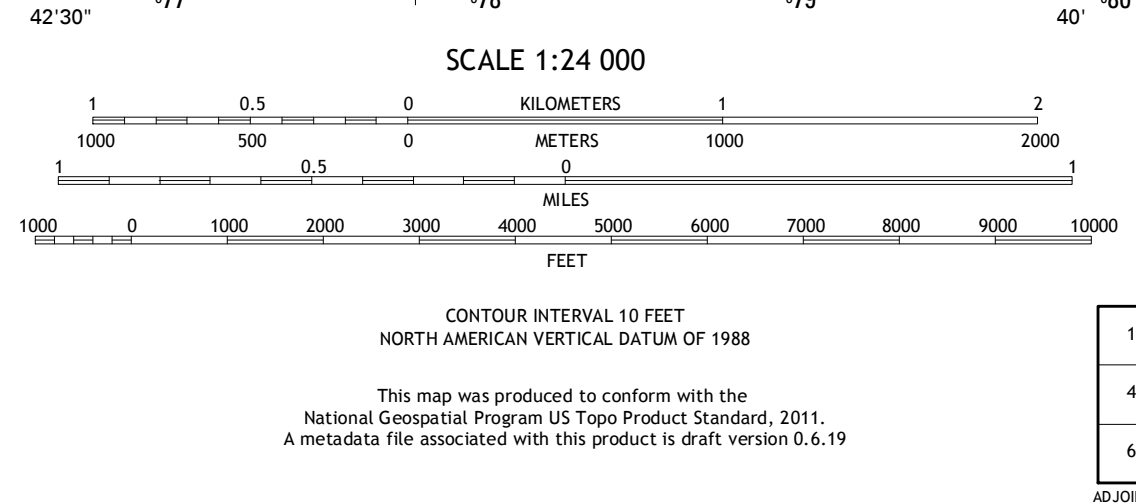 42'30" 40'
SCALE 1:24 000
1 0.5 0 KILOMETERS 1 2
1000 500 0 METERS 1000 2000
1 0.5 0 1
MILES
1000 0 1000 2000 3000 4000 5000 6000 7000 8000 9000 10000
FEET
CONTOUR INTERVAL 10 FEET
NORTH AMERICAN VERTICAL DATUM OF 1988
This map was produced to conform with the
National Geospatial Program US Topo Product Standard, 2011.
A metadata file associated with this product is draft version 0.6.19
1
4
6